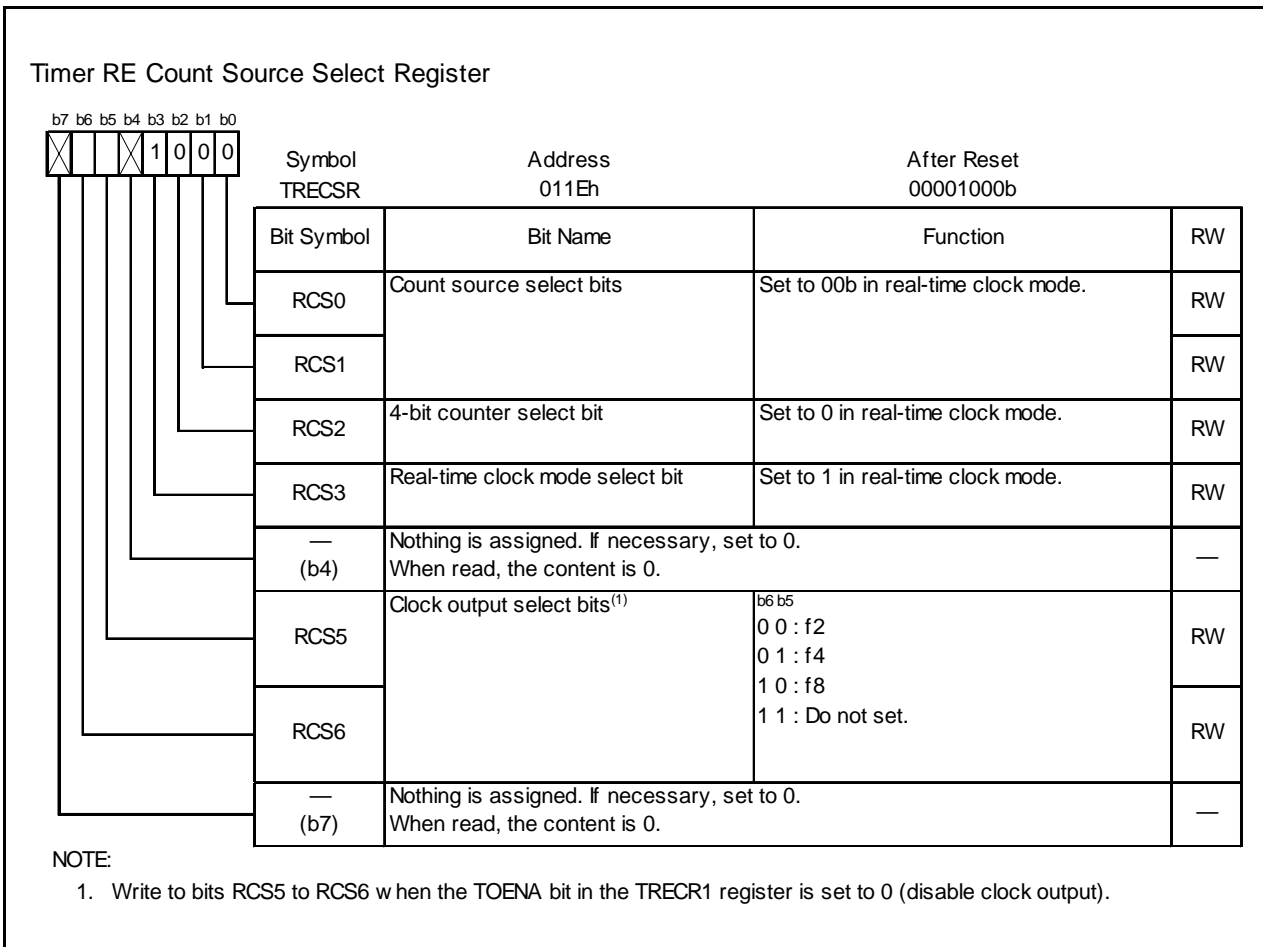 Timer RE Count Source Select Register
b7 b6 b5 b4 b3 b2 b1 b0
1 0 0 0
Symbol Address After Reset
TRECSR 011Eh 00001000b
Bit Symbol Bit Name Function RW
RCS0 Count source select bits Set to 00b in real-time clock mode. RW
RCS1 RW
RCS2 4-bit counter select bit Set to 0 in real-time clock mode. RW
RCS3 Real-time clock mode select bit Set to 1 in real-time clock mode. RW
— Nothing is assigned. If necessary, set to 0. —
(b4) When read, the content is 0.
Clock output select bits(1) b6 b5
0 0 : f2
RCS5 0 1 : f4 RW
1 0 : f8
1 1 : Do not set.
RCS6 RW
— Nothing is assigned. If necessary, set to 0. —
(b7) When read, the content is 0.
NOTE:
1. Write to bits RCS5 to RCS6 when the TOENA bit in the TRECR1 register is set to 0 (disable clock output).